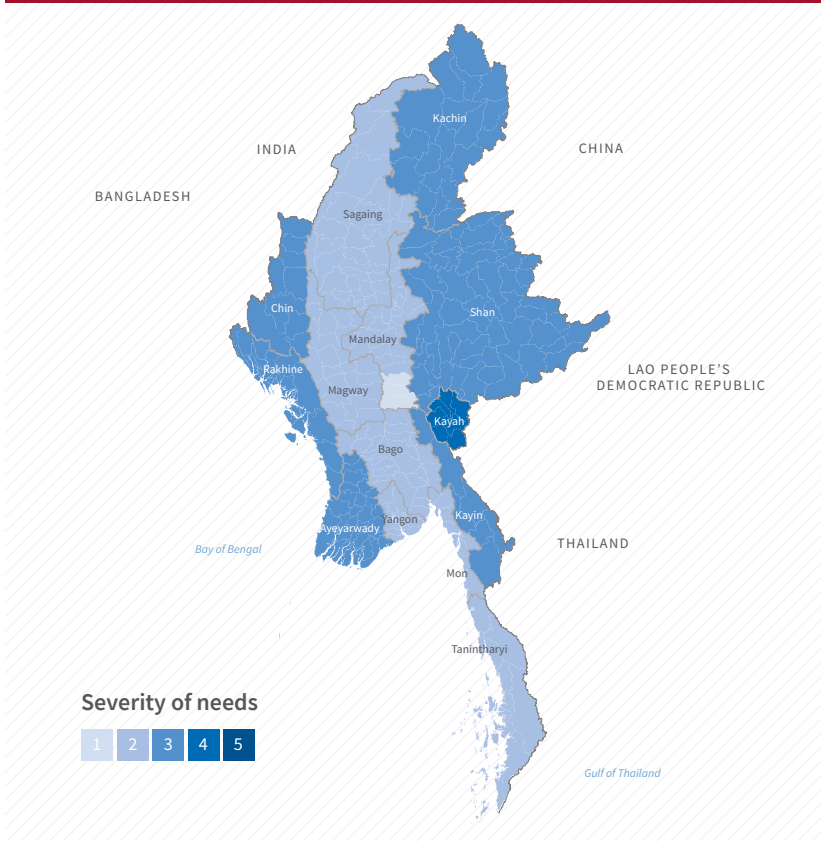 Kachin
INDIA
CHINA
BANGLADESH
Sagaing
Chin
Shan
Mandalay
Rakhine
LAO PEOPLE'S
DEMOCRATIC REPUBLIC
Magway
Kayah
Bago
Kayin
Yangon
Ayeyarwady
THAILAND
Bay of Bengal
Mon
Tanintharyi
Severity of needs
1 2 3 4 5
Gulf of Thailand